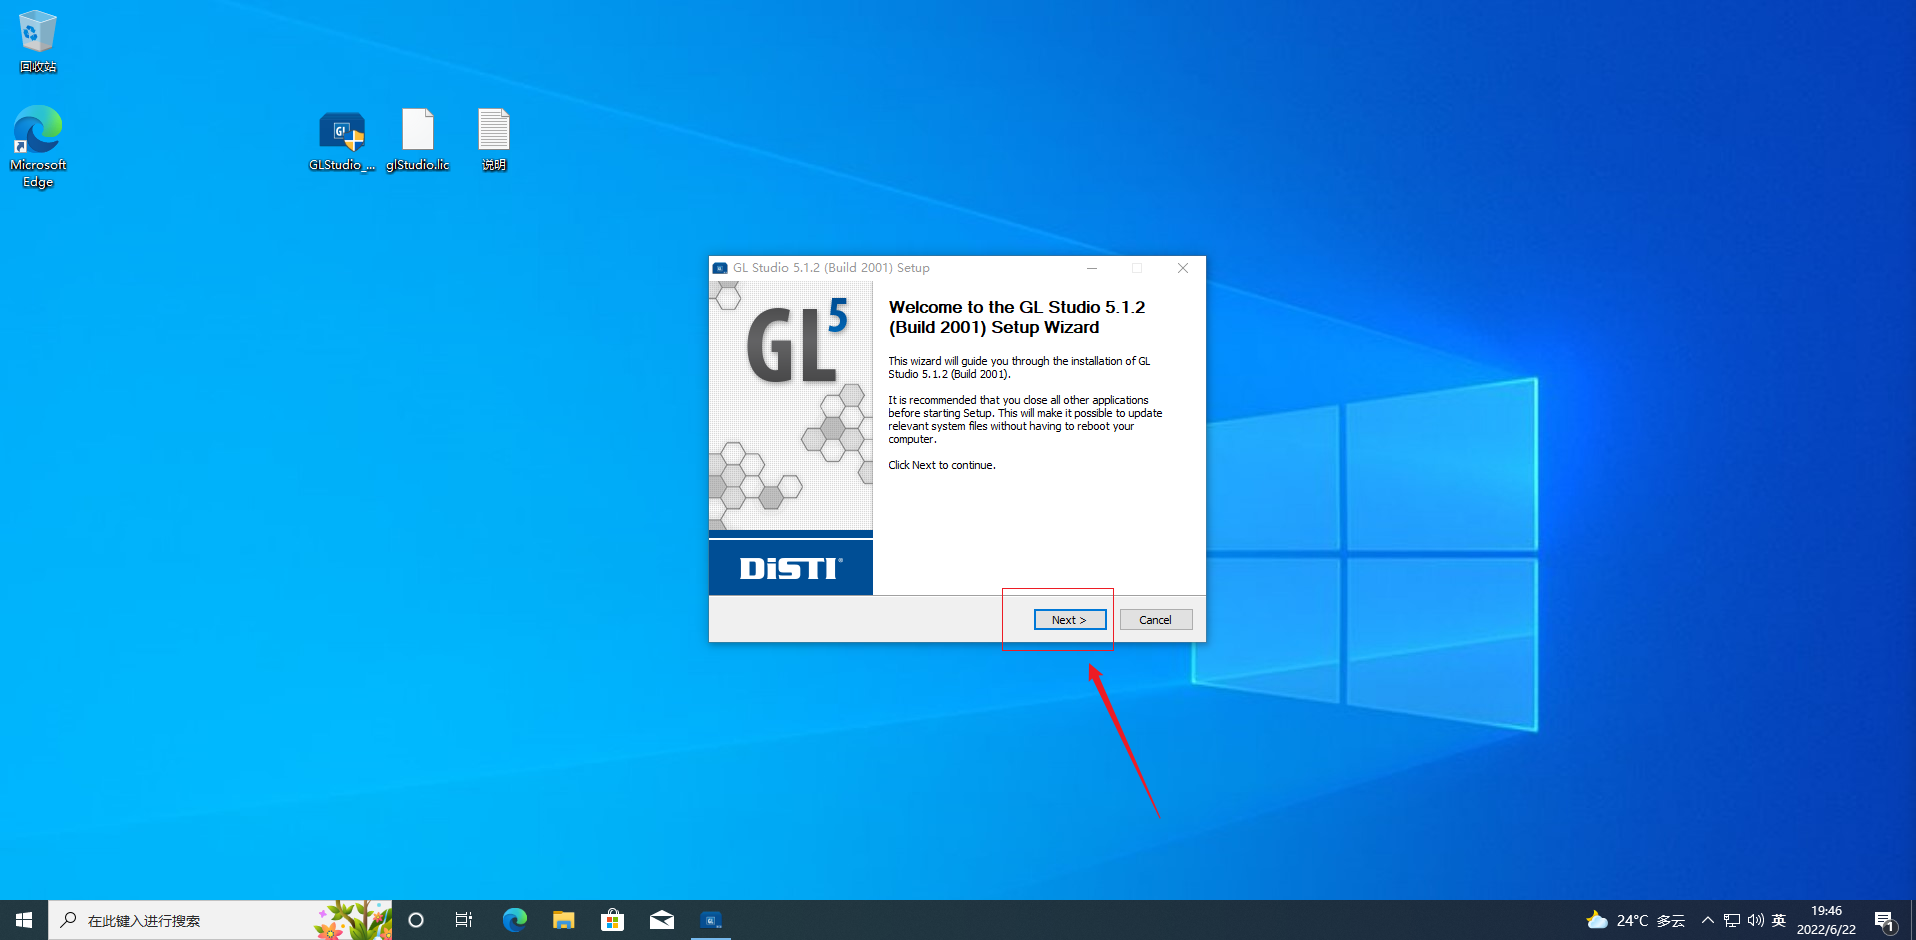 回收站
Microsoft
Edge
GLStudio_...
glStudio.lic
说明
GL Studio 5.1.2 (Build 2001) Setup
GL5
Welcome to the GL Studio 5.1.2
(Build 2001) Setup Wizard
This wizard will guide you through the installation of GL
Studio 5.1.2 (Build 2001).
It is recommended that you close all other applications
before starting Setup. This will make it possible to update
relevant system files without having to reboot your
computer.
Click Next to continue.
DiSTI®
Next >
Cancel
在此键入进行搜索
24°C 多云
英
19:46
2022/6/22
1